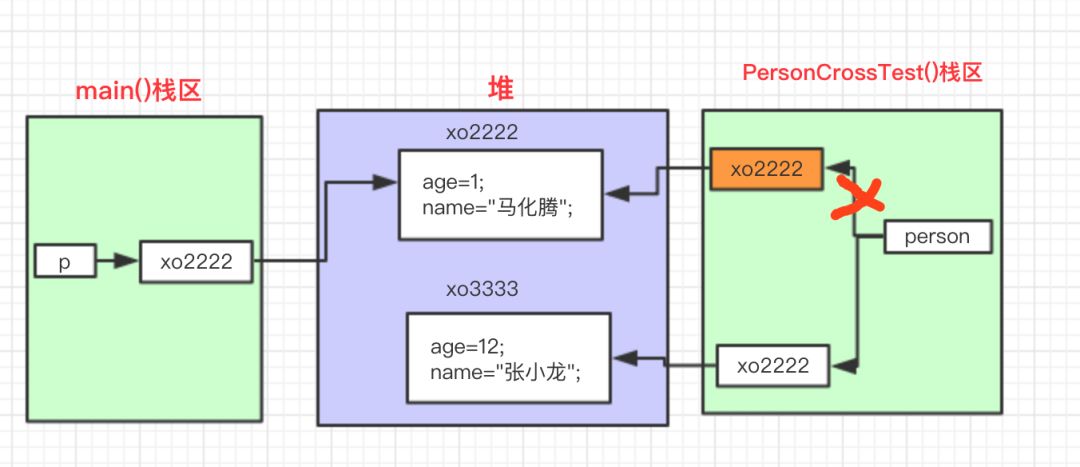 main()栈区
堆
PersonCrossTest()栈区
xo2222
age=1;
name="马化腾";
xo2222
person
p
xo2222
xo3333
age=12;
name="张小龙";
xo2222